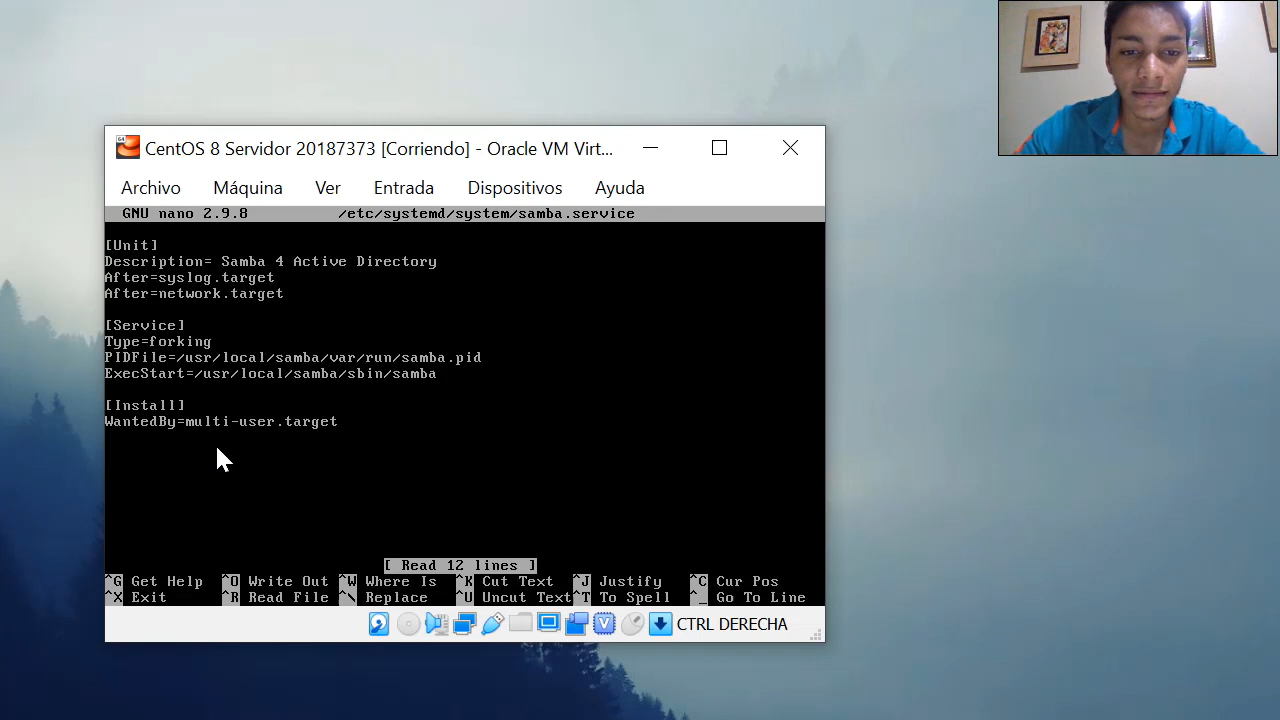 CentOS 8 Servidor 20187373 [Corriendo] - Oracle VM Virt...
Archivo Máquina Ver Entrada Dispositivos Ayuda
GNU nano 2.9.8 /etc/systemd/system/samba.service
[Unit]
Description= Samba 4 Active Directory
After=syslog.target
After=network.target
[Service]
Type=forking
PIDFile=/usr/local/samba/var/run/samba.pid
ExecStart=/usr/local/samba/sbin/samba
[Install]
WantedBy=multi-user.target
[ Read 12 lines ]
^G Get Help ^O Write Out ^W Where Is ^K Cut Text ^J Justify ^C Cur Pos
^X Exit ^R Read File ^\ Replace ^U Uncut Text ^T To Spell ^_ Go To Line
CTRL DERECHA